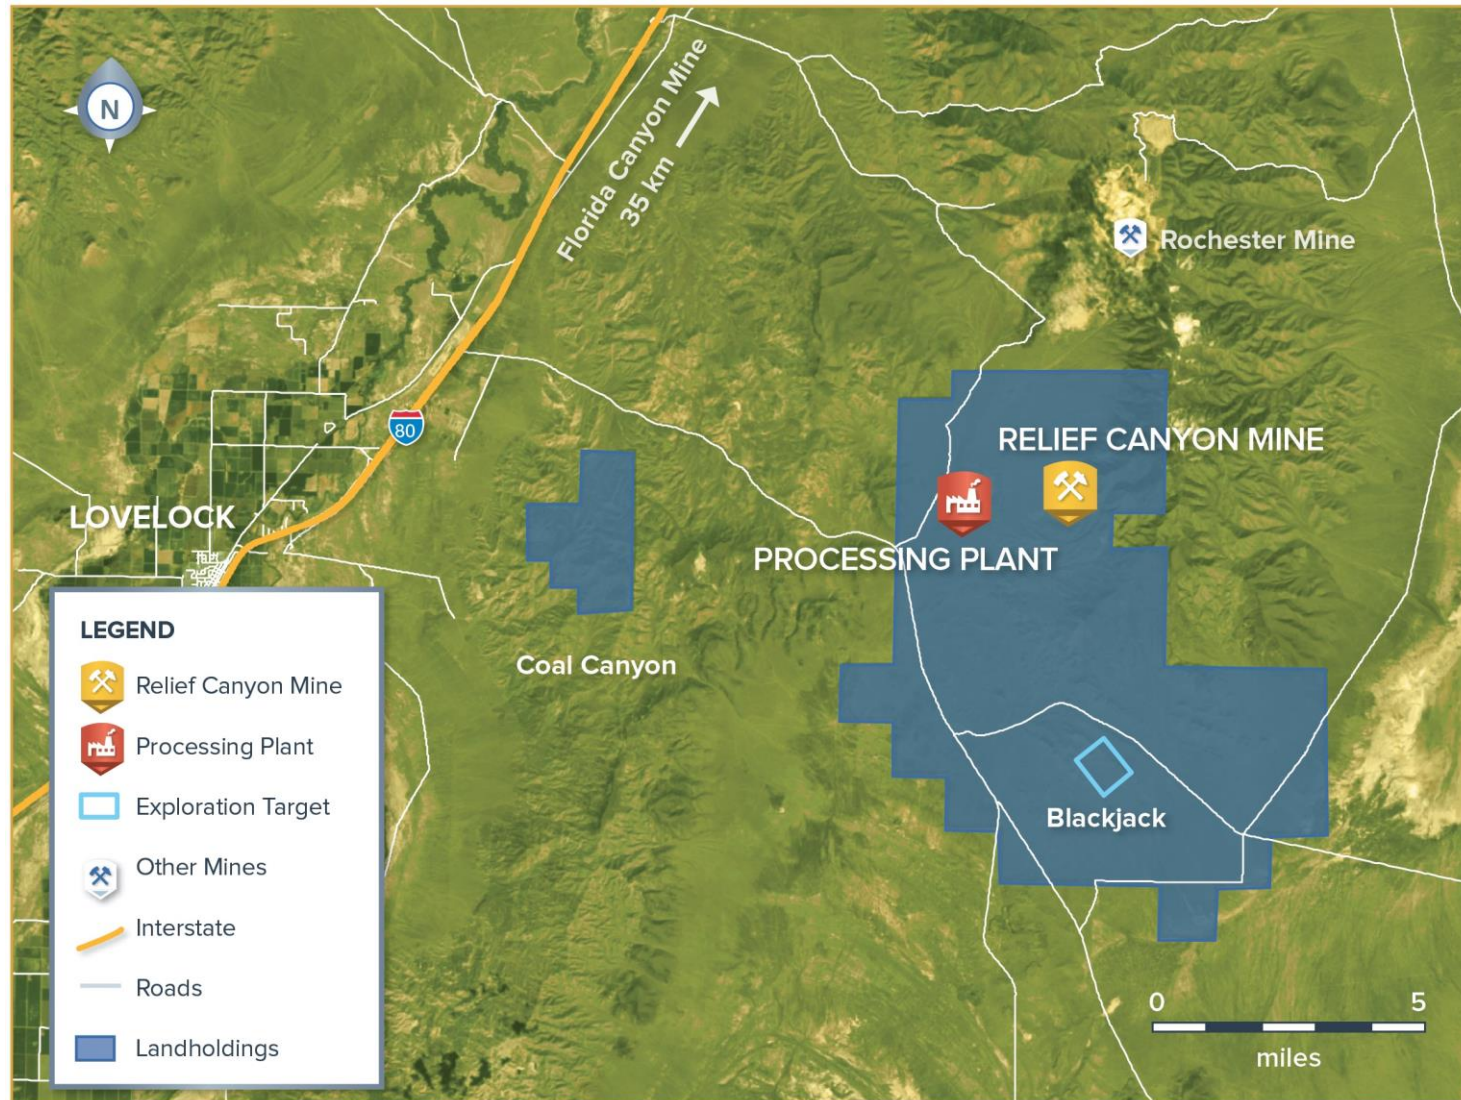 N
Florida Canyon Mine
35 km
Rochester Mine
80
RELIEF CANYON MINE
LOVELOCK
PROCESSING PLANT
Coal Canyon
Blackjack
LEGEND
Relief Canyon Mine
Processing Plant
Exploration Target
Other Mines
Interstate
Roads
Landholdings
0 5
miles